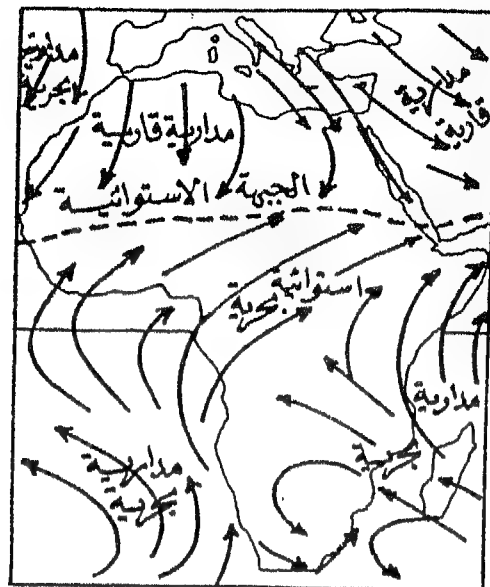 مدارية
بحرية
مدارية
قارية
مدارية قارية
الجبهة الاستوائية
استوائية
بحرية
مدارية
بحرية
مدارية
بحرية